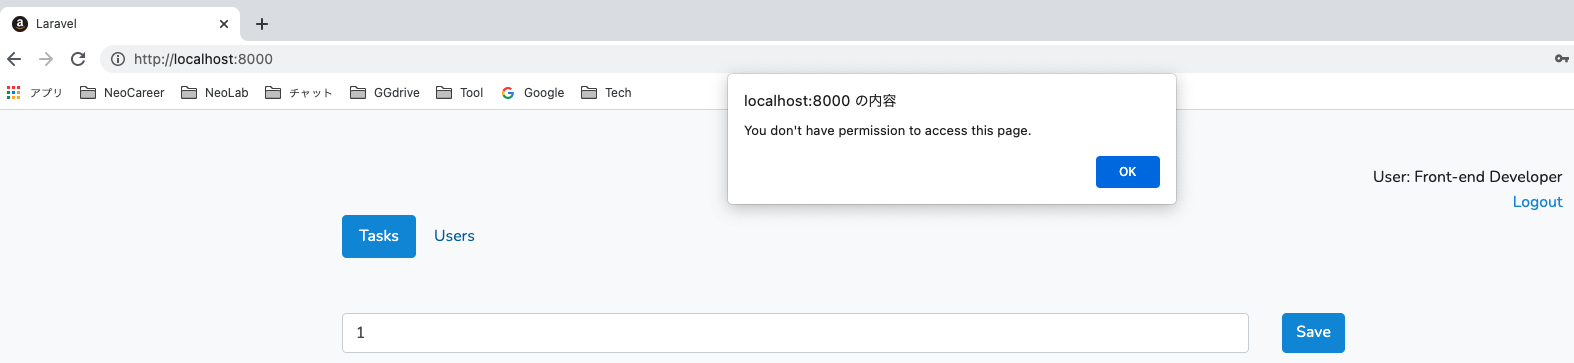 Laravel
http://localhost:8000
アプリ NeoCareer NeoLab チャット GGdrive Tool Google Tech
localhost:8000 の内容
You don't have permission to access this page.
OK
User: Front-end Developer
Logout
Tasks Users
1 Save